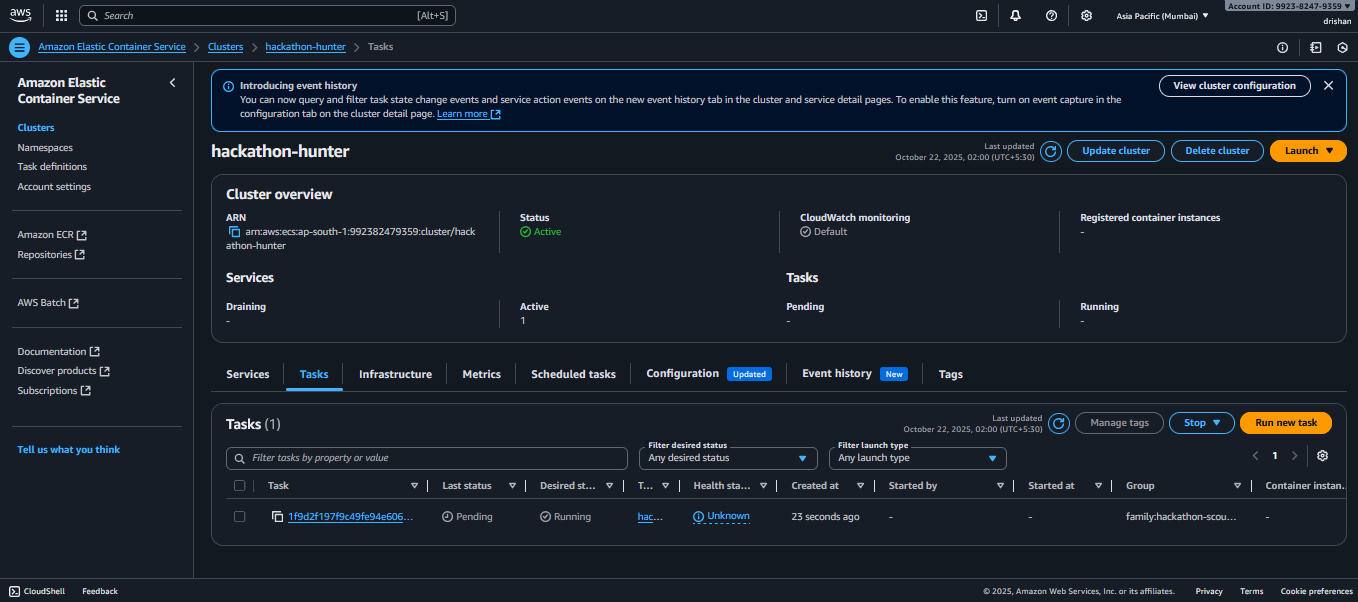 aws
Search [Alt+S]
Asia Pacific (Mumbai)
Account ID: 9923-8247-9359
drishan
Amazon Elastic Container Service
Clusters
hackathon-hunter
Tasks
Amazon Elastic
Container Service
Clusters
Namespaces
Task definitions
Account settings
Amazon ECR
Repositories
AWS Batch
Documentation
Discover products
Subscriptions
Tell us what you think
Introducing event history
You can now query and filter task state change events and service action events on the new event history tab in the cluster and service detail pages. To enable this feature, turn on event capture in the
configuration tab on the cluster detail page. Learn more
View cluster configuration
hackathon-hunter
Last updated
October 22, 2025, 02:00 (UTC+5:30)
Update cluster
Delete cluster
Launch
Cluster overview
ARN
arn:aws:ecs:ap-south-1:992382479359:cluster/hack
athon-hunter
Status
Active
CloudWatch monitoring
Default
Registered container instances
-
Services
Tasks
Draining
-
Active
1
Pending
-
Running
-
Services
Tasks
Infrastructure
Metrics
Scheduled tasks
Configuration Updated
Event history New
Tags
Tasks (1)
Last updated
October 22, 2025, 02:00 (UTC+5:30)
Manage tags
Stop
Run new task
Filter tasks by property or value
Filter desired status
Any desired status
Filter launch type
Any launch type
1
Task Last status Desired st... T... Health sta... Created at Started by Started at Group Container instan...
1f9d2f197f9c49fe94e606... Pending Running hac... Unknown 23 seconds ago - - family:hackathon-scou... -
CloudShell Feedback © 2025, Amazon Web Services, Inc. or its affiliates. Privacy Terms Cookie preferences